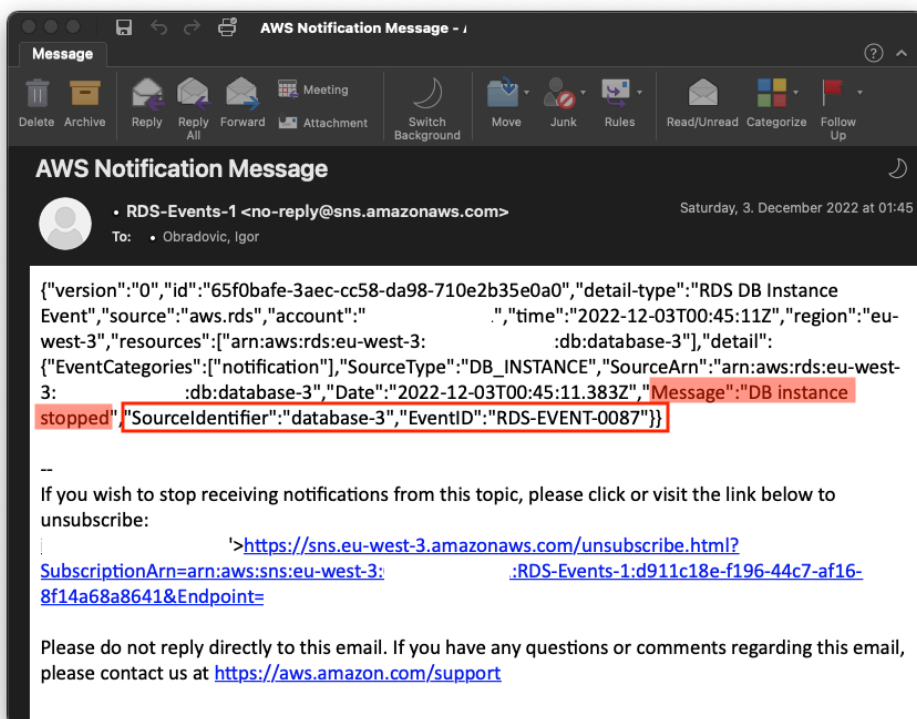 AWS Notification Message -
Message
Delete
Archive
Reply
Reply All
Forward
Meeting
Attachment
Switch Background
Move
Junk
Rules
Read/Unread
Categorize
Follow Up
AWS Notification Message
• RDS-Events-1 <no-reply@sns.amazonaws.com>
Saturday, 3. December 2022 at 01:45
To: • Obradovic, Igor
{"version":"0","id":"65f0bafe-3aec-cc58-da98-710e2b35e0a0","detail-type":"RDS DB Instance
Event","source":"aws.rds","account":" ","time":"2022-12-03T00:45:11Z","region":"eu-
west-3","resources":["arn:aws:rds:eu-west-3: :db:database-3"],"detail":
{"EventCategories":["notification"],"SourceType":"DB_INSTANCE","SourceArn":"arn:aws:rds:eu-west-
3: :db:database-3","Date":"2022-12-03T00:45:11.383Z","Message":"DB instance
stopped","SourceIdentifier":"database-3","EventID":"RDS-EVENT-0087"}}
--
If you wish to stop receiving notifications from this topic, please click or visit the link below to
unsubscribe:
'>https://sns.eu-west-3.amazonaws.com/unsubscribe.html?
SubscriptionArn=arn:aws:sns:eu-west-3: :RDS-Events-1:d911c18e-f196-44c7-af16-
8f14a68a8641&Endpoint=
Please do not reply directly to this email. If you have any questions or comments regarding this email,
please contact us at https://aws.amazon.com/support